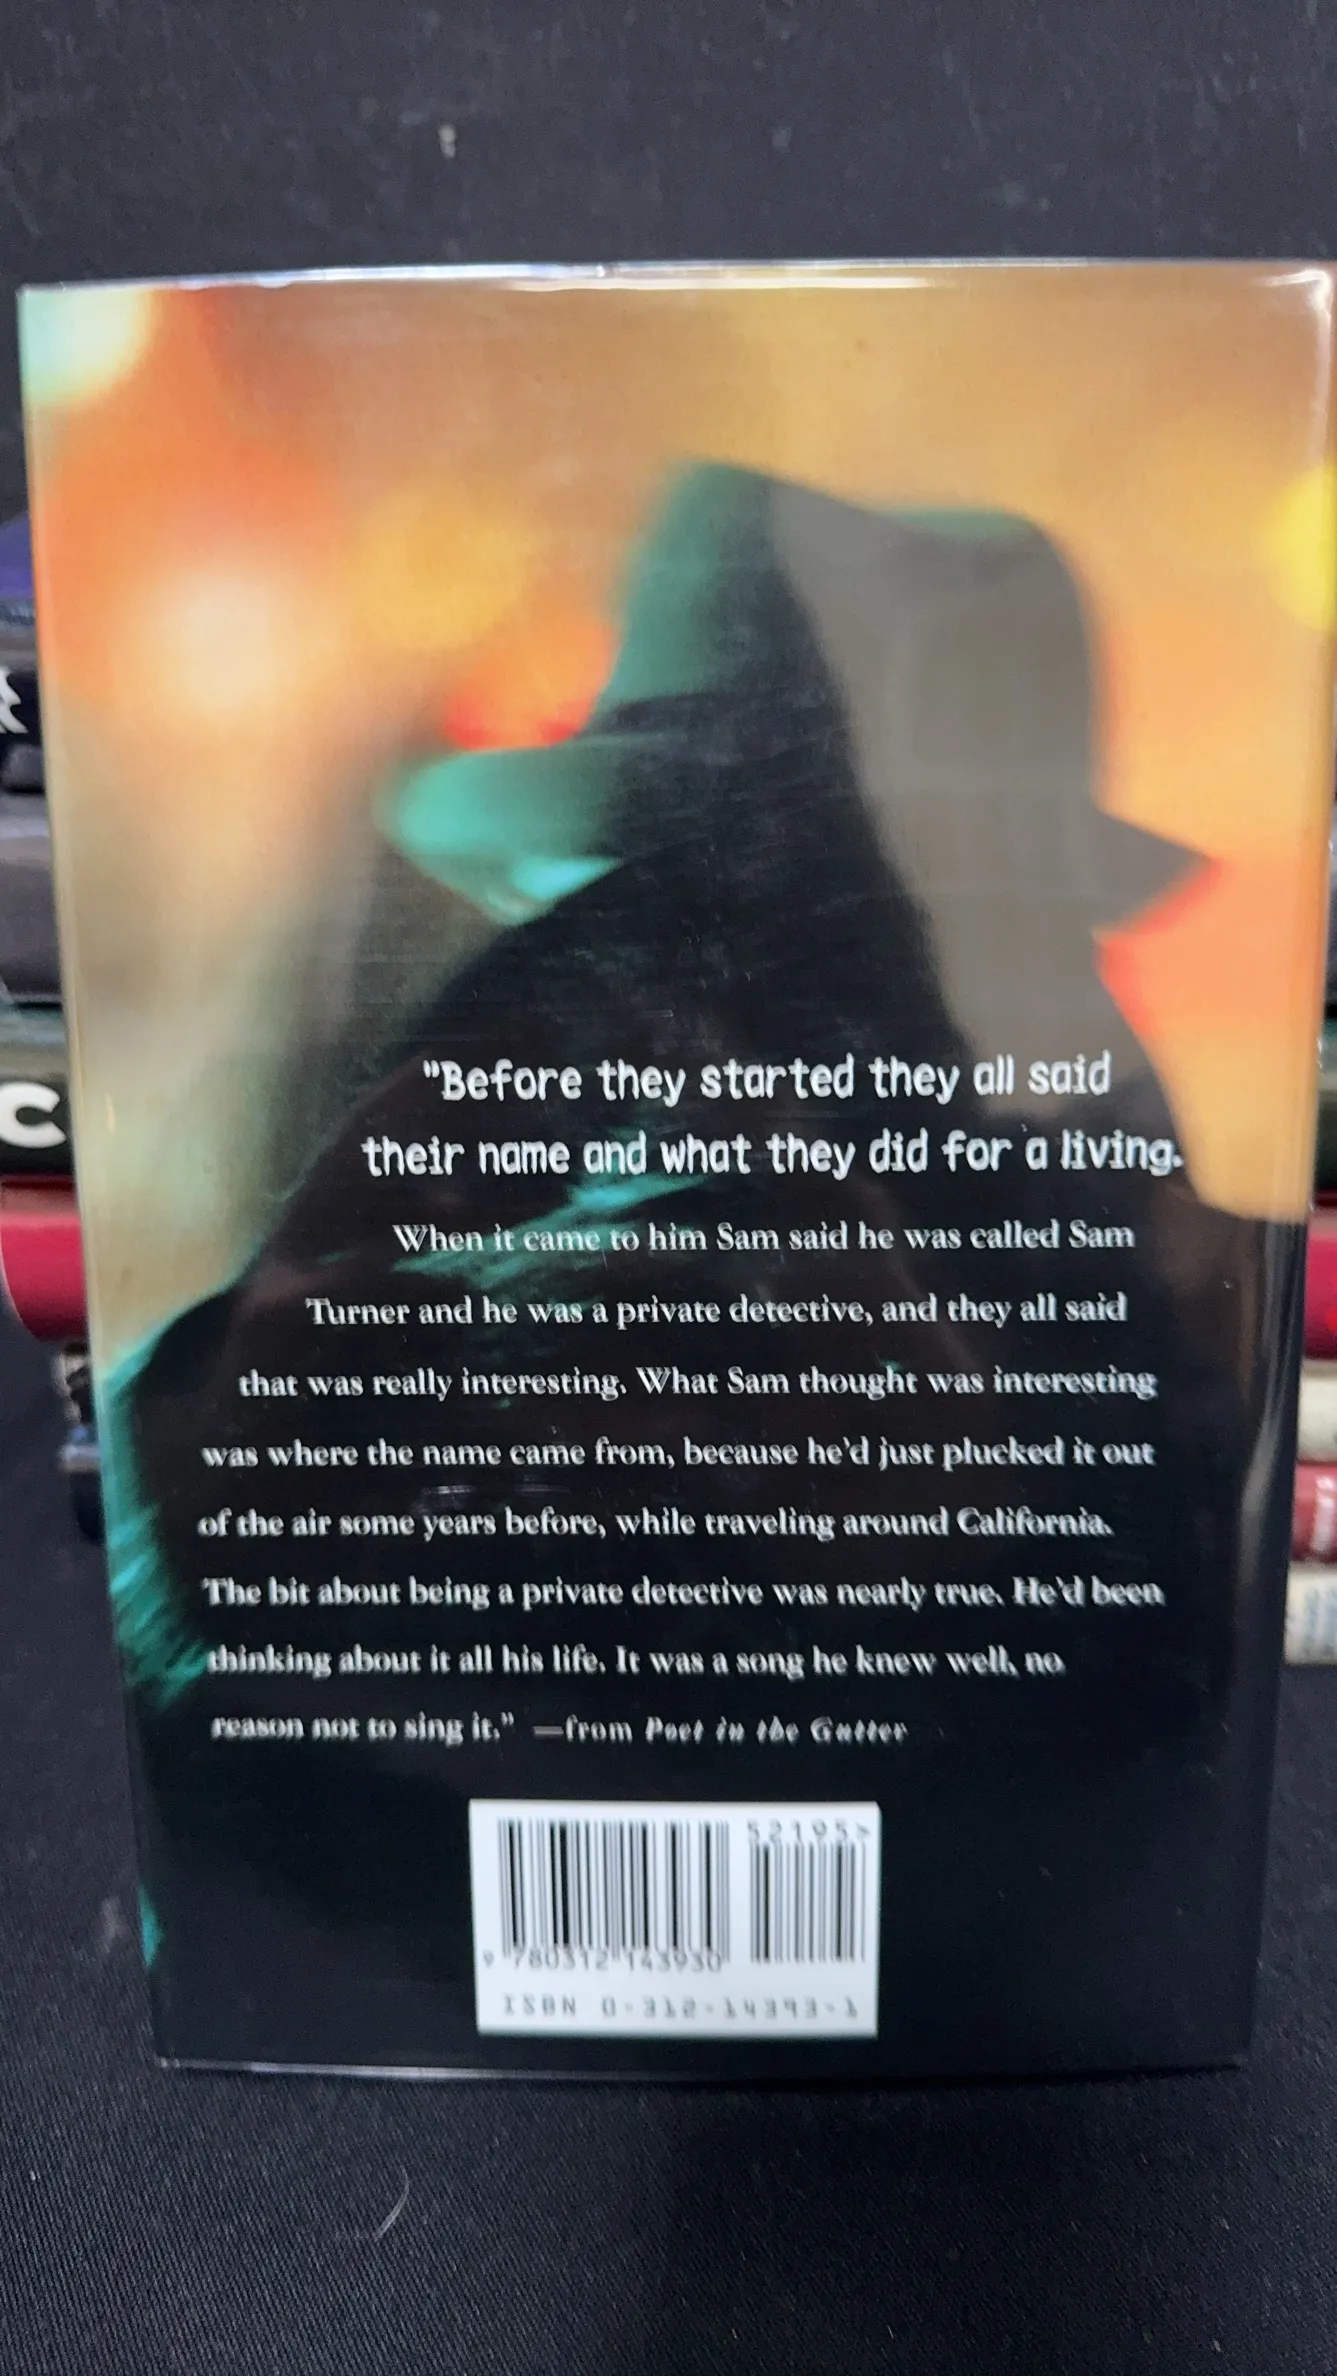 "Before they started they all said
their name and what they did for a living.
When it came to him Sam said he was called Sam
Turner and he was a private detective, and they all said
that was really interesting. What Sam thought was interesting
was where the name came from, because he'd just plucked it out
of the air some years before, while traveling around California.
The bit about being a private detective was nearly true. He'd been
thinking about it all his life. It was a song he knew well, no
reason not to sing it." —from Poet in the Gutter
52195>
9 780312 143930
ISBN 0-312-14393-1
C